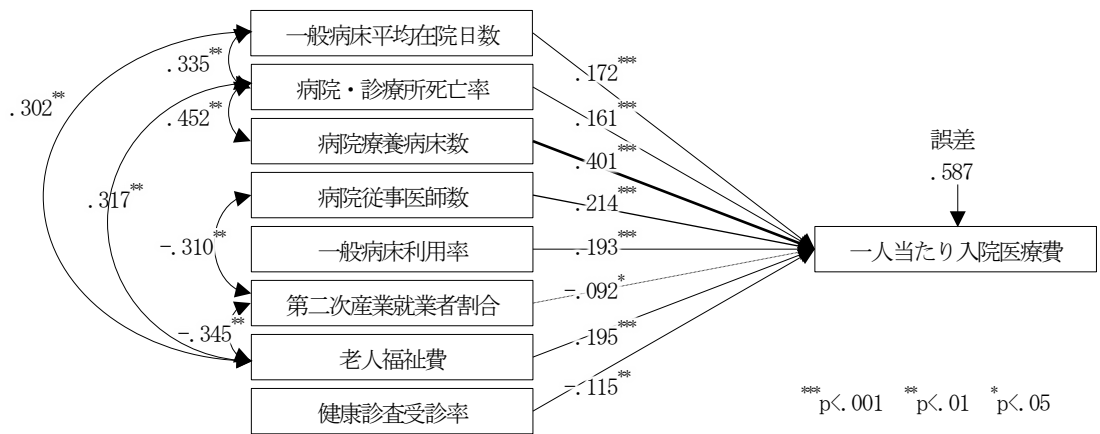 一般病床平均在院日数
.335**
.172***
病院・診療所死亡率
.302**
.452**
.161***
病院療養病床数
.401***
誤差
.587
.317**
病院従事医師数
.214***
-.310**
一般病床利用率
.193***
一人当たり入院医療費
第二次産業就業者割合
-.092*
-.345**
老人福祉費
.195***
健康診査受診率
-.115**
***p<.001 **p<.01 *p<.05